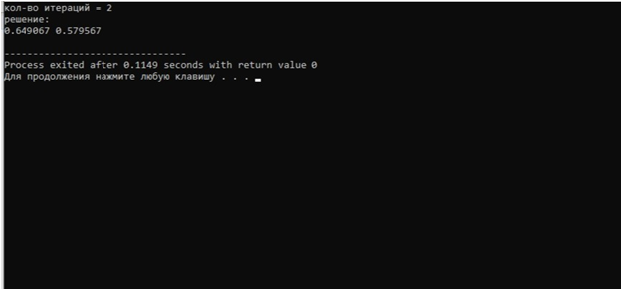 кол-во итераций = 2
решение:
0.649067 0.579567
--------------------------------
Process exited after 0.1149 seconds with return value 0
Для продолжения нажмите любую клавишу . . .